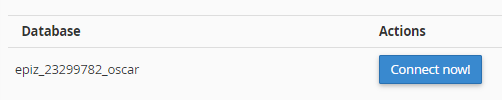 Database Actions
epiz_23299782_oscar Connect now!